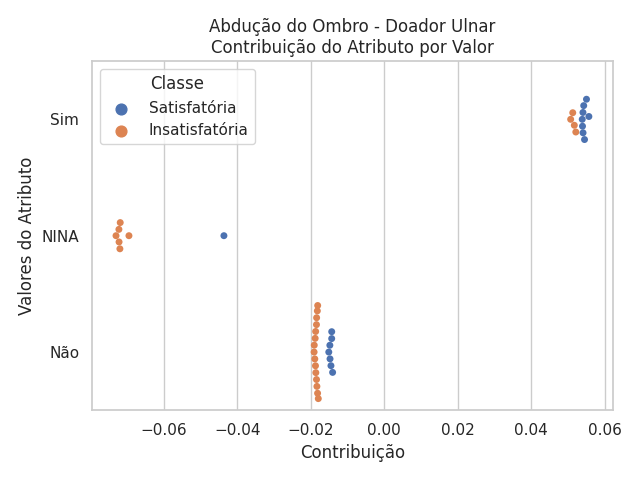 Abdução do Ombro - Doador Ulnar
Contribuição do Atributo por Valor
Classe
Satisfatória
Insatisfatória
Valores do Atributo
Sim
NINA
Não
−0.06 −0.04 −0.02 0.00 0.02 0.04 0.06
Contribuição